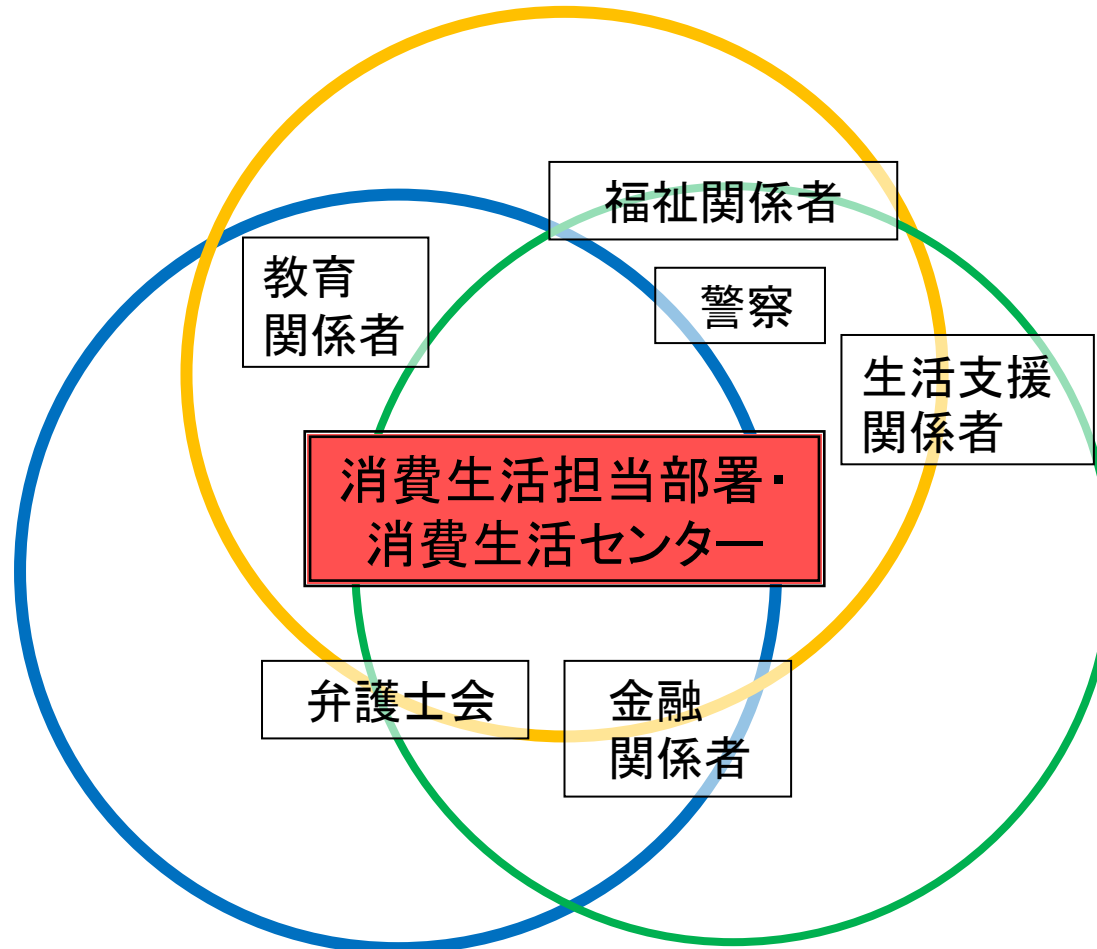 福祉関係者
教育
関係者
警察
生活支援
関係者
消費生活担当部署・
消費生活センター
弁護士会
金融
関係者